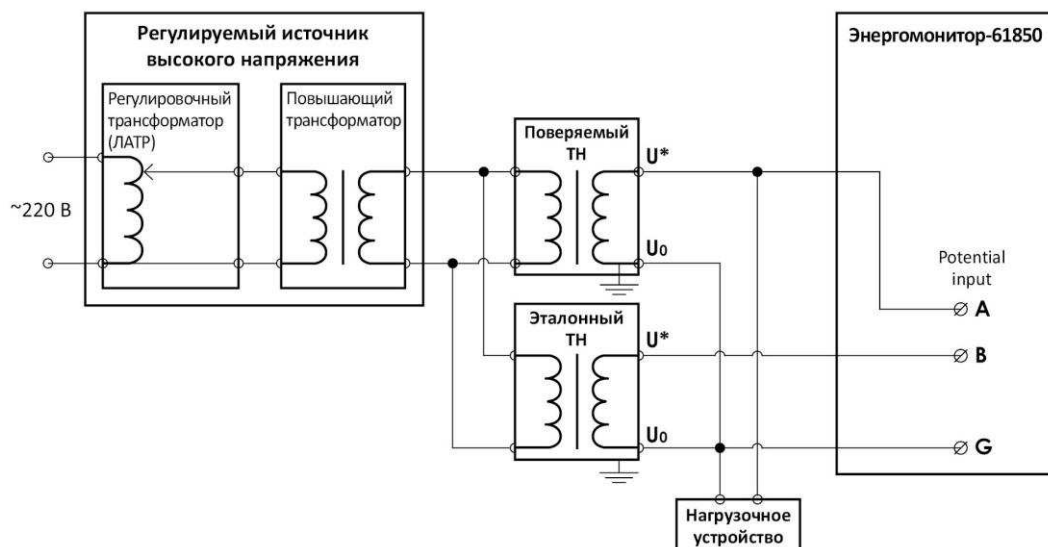 Регулируемый источник
высокого напряжения
Регулировочный
трансформатор
(ЛАТР)
Повышающий
трансформатор
~220 В
Поверяемый
ТН
U*
U₀
Эталонный
ТН
U*
U₀
Нагрузочное
устройство
Энергомонитор-61850
Potential
input
A
B
G